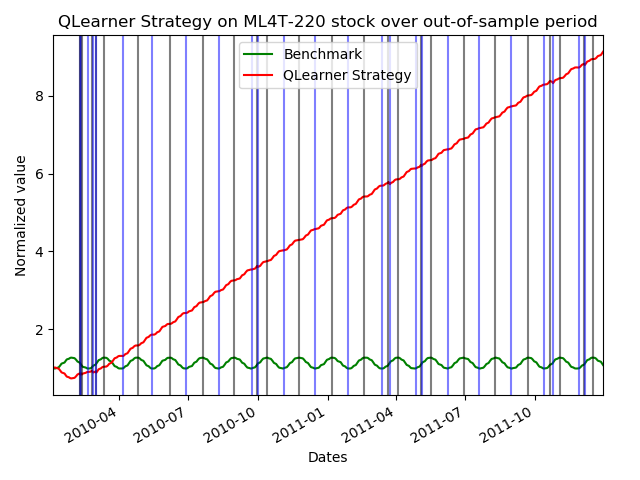 QLearner Strategy on ML4T-220 stock over out-of-sample period
Benchmark
QLearner Strategy
Normalized value
8
6
4
2
2010-04
2010-07
2010-10
2011-01
2011-04
2011-07
2011-10
Dates